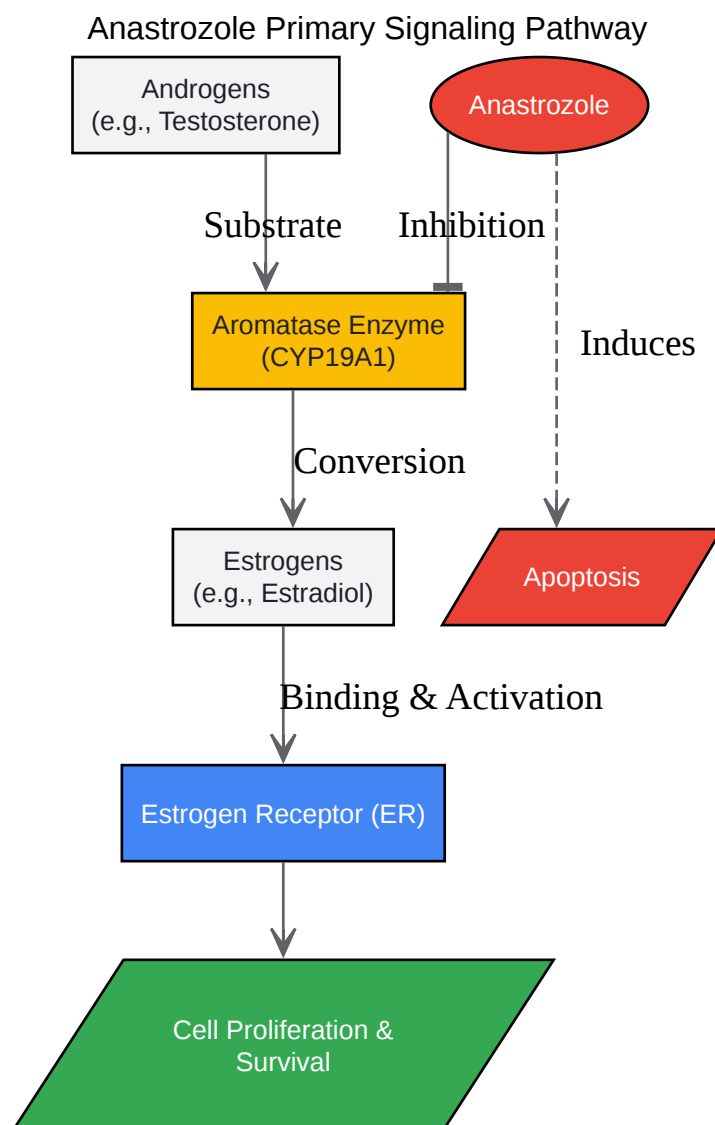 Anastrozole Primary Signaling Pathway
Androgens
(e.g., Testosterone)
Anastrozole
Substrate
Inhibition
Aromatase Enzyme
(CYP19A1)
Induces
Conversion
Estrogens
(e.g., Estradiol)
Apoptosis
Binding & Activation
Estrogen Receptor (ER)
Cell Proliferation &
Survival